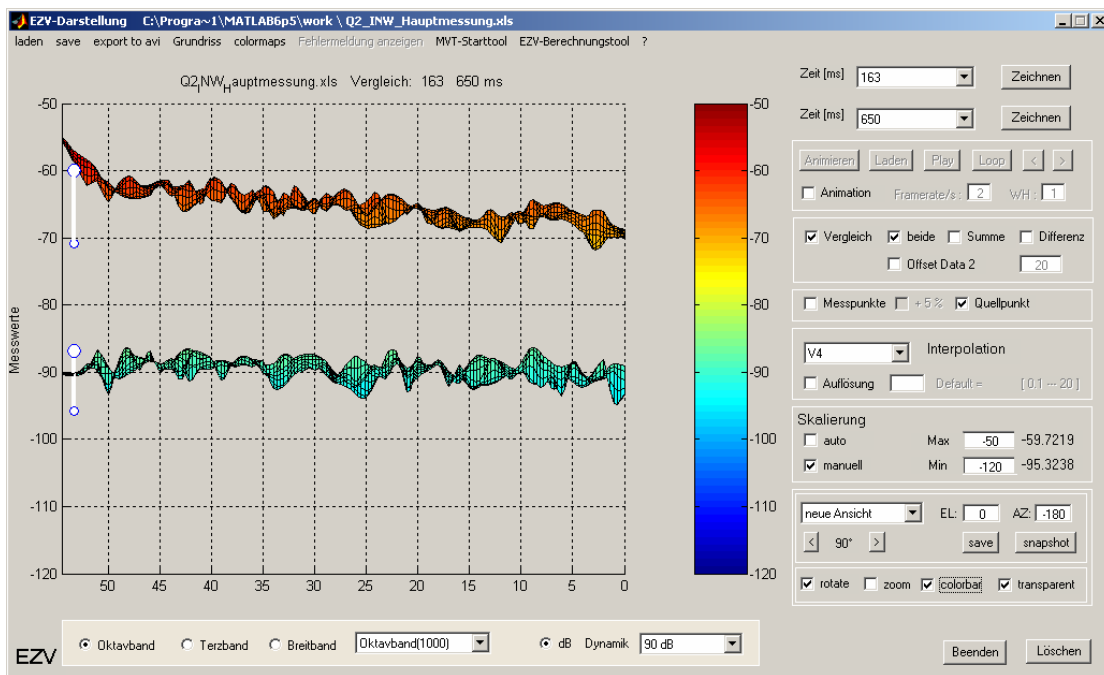 EZV-Darstellung C:\Progra~1\MATLAB6p5\work \ Q2_INW_Hauptmessung.xls
laden save export to avi Grundriss colormaps Fehlermeldung anzeigen MVT-Starttool EZV-Berechnungstool ?
Q2INWHauptmessung.xls Vergleich: 163 650 ms
Messwerte
-50
-60
-70
-80
-90
-100
-110
-120
50 45 40 35 30 25 20 15 10 5 0
-50
-60
-70
-80
-90
-100
-110
-120
Zeit [ms] 163 Zeichnen
Zeit [ms] 650 Zeichnen
Animieren Laden Play Loop < >
Animation Framerate/s : 2 WH : 1
Vergleich beide Summe Differenz
Offset Data 2 20
Messpunkte + 5 % Quellpunkt
V4 Interpolation
Auflösung Default = [ 0.1 --- 20 ]
Skalierung
auto Max -50 -59.7219
manuell Min -120 -95.3238
neue Ansicht EL: 0 AZ: -180
< 90° > save snapshot
rotate zoom colorbar transparent
EZV
Oktavband Terzband Breitband Oktavband(1000) dB Dynamik 90 dB
Beenden Löschen